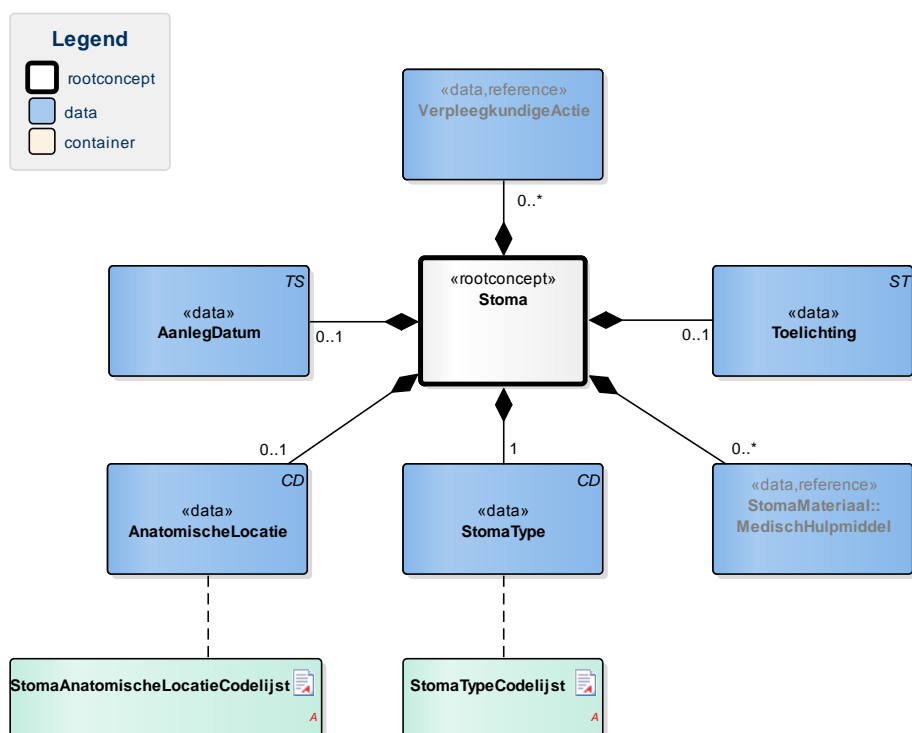 Legend
rootconcept
data
container
«data,reference»
VerpleegkundigeActie
0..*
TS
«data»
AanlegDatum
0..1
«rootconcept»
Stoma
ST
«data»
Toelichting
0..1
0..1
1
0..*
CD
«data»
AnatomischeLocatie
CD
«data»
StomaType
«data,reference»
StomaMateriaal::
MedischHulpmiddel
StomaAnatomischeLocatieCodelijst
A
A
StomaTypeCodelijst
A
A